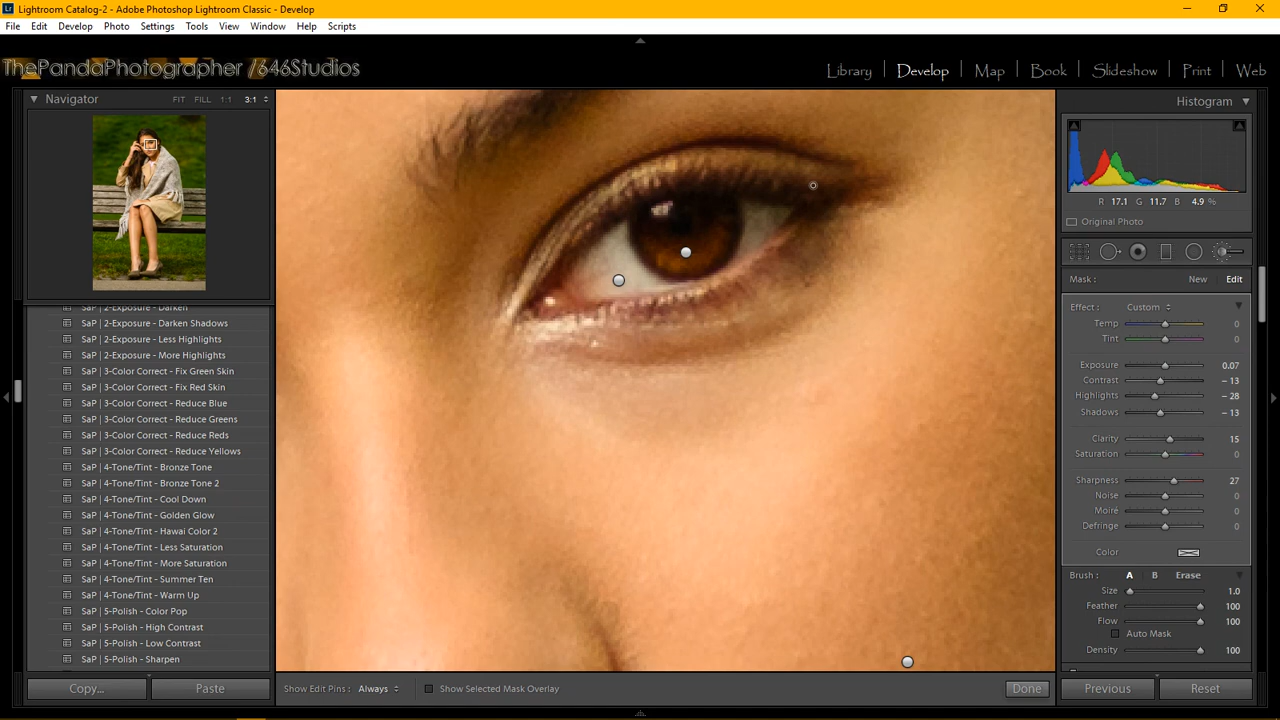 Lightroom Catalog-2 - Adobe Photoshop Lightroom Classic - Develop
File Edit Develop Photo Settings Tools View Window Help Scripts
ThePandaPhotographer /646Studios
Library Develop Map Book Slideshow Print Web
Navigator FIT FILL 1:1 3:1
Histogram
R 17.1 G 11.7 B 4.9 %
Original Photo
Mask : New Edit
Effect : Custom
Temp 0
Tint 0
Exposure 0.07
Contrast – 13
Highlights – 28
Shadows – 13
Clarity 15
Saturation 0
Sharpness 27
Noise 0
Moiré 0
Defringe 0
Color
Brush : A B Erase
Size 1.0
Feather 100
Flow 100
Auto Mask
Density 100
SaP | 2-Exposure - Darken
SaP | 2-Exposure - Darken Shadows
SaP | 2-Exposure - Less Highlights
SaP | 2-Exposure - More Highlights
SaP | 3-Color Correct - Fix Green Skin
SaP | 3-Color Correct - Fix Red Skin
SaP | 3-Color Correct - Reduce Blue
SaP | 3-Color Correct - Reduce Greens
SaP | 3-Color Correct - Reduce Reds
SaP | 3-Color Correct - Reduce Yellows
SaP | 4-Tone/Tint - Bronze Tone
SaP | 4-Tone/Tint - Bronze Tone 2
SaP | 4-Tone/Tint - Cool Down
SaP | 4-Tone/Tint - Golden Glow
SaP | 4-Tone/Tint - Hawai Color 2
SaP | 4-Tone/Tint - Less Saturation
SaP | 4-Tone/Tint - More Saturation
SaP | 4-Tone/Tint - Summer Ten
SaP | 4-Tone/Tint - Warm Up
SaP | 5-Polish - Color Pop
SaP | 5-Polish - High Contrast
SaP | 5-Polish - Low Contrast
SaP | 5-Polish - Sharpen
Copy... Paste
Show Edit Pins : Always Show Selected Mask Overlay Done
Previous Reset